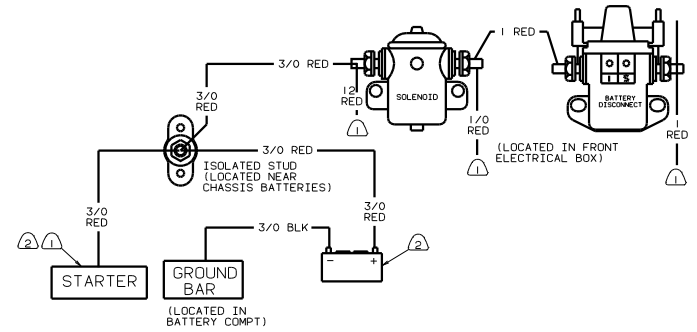 1 RED
3/0 RED
3/0
RED
12
RED
1
SOLENOID
1/0
RED
1
I S
BATTERY
DISCONNECT
1
RED
1
(LOCATED IN FRONT
ELECTRICAL BOX)
3/0 RED
ISOLATED STUD
(LOCATED NEAR
CHASSIS BATTERIES)
3/0
RED
3/0
RED
3/0 BLK
2 1
2
STARTER
GROUND
BAR
- +
(LOCATED IN
BATTERY COMPT)